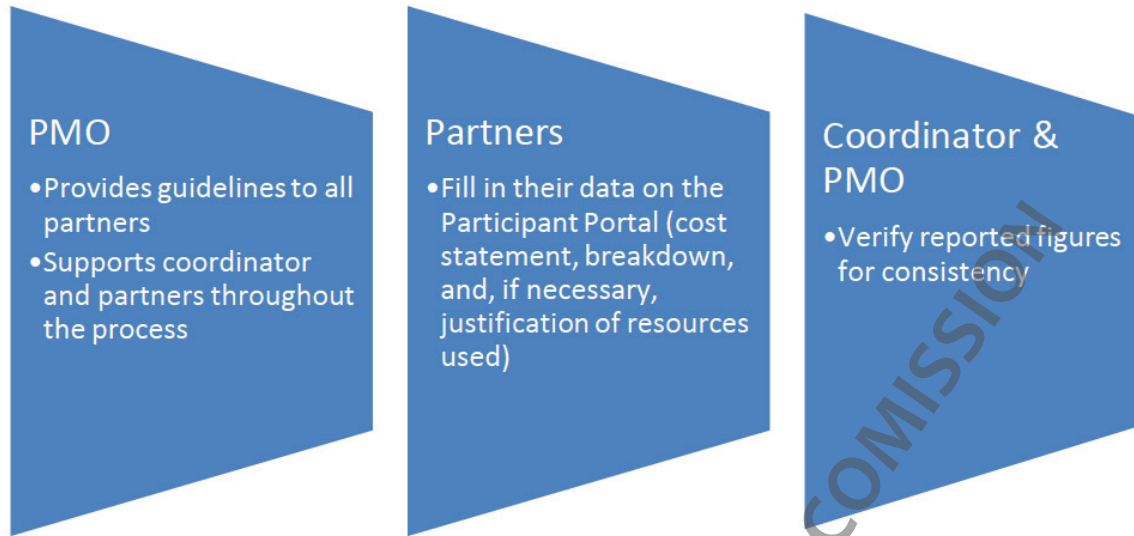 PMO
•Provides guidelines to all
partners
•Supports coordinator
and partners throughout
the process
Partners
•Fill in their data on the
Participant Portal (cost
statement, breakdown,
and, if necessary,
justification of resources
used)
Coordinator &
PMO
•Verify reported figures
for consistency
COMISSION